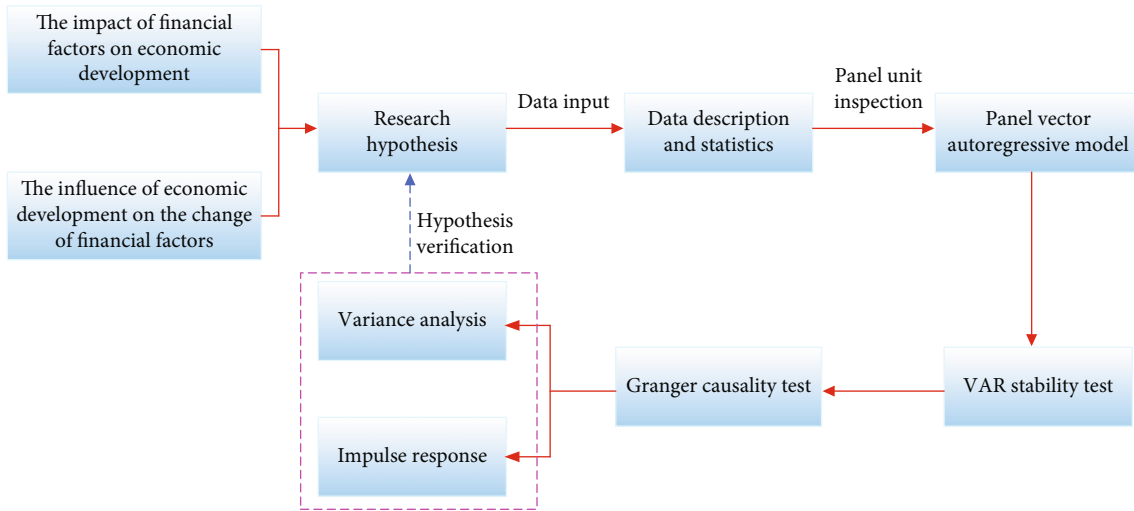 The impact of financial
factors on economic
development
The influence of economic
development on the change
of financial factors
Research
hypothesis
Data input
Data description
and statistics
Panel unit
inspection
Panel vector
autoregressive model
Hypothesis
verification
Variance analysis
Impulse response
Granger causality test
VAR stability test